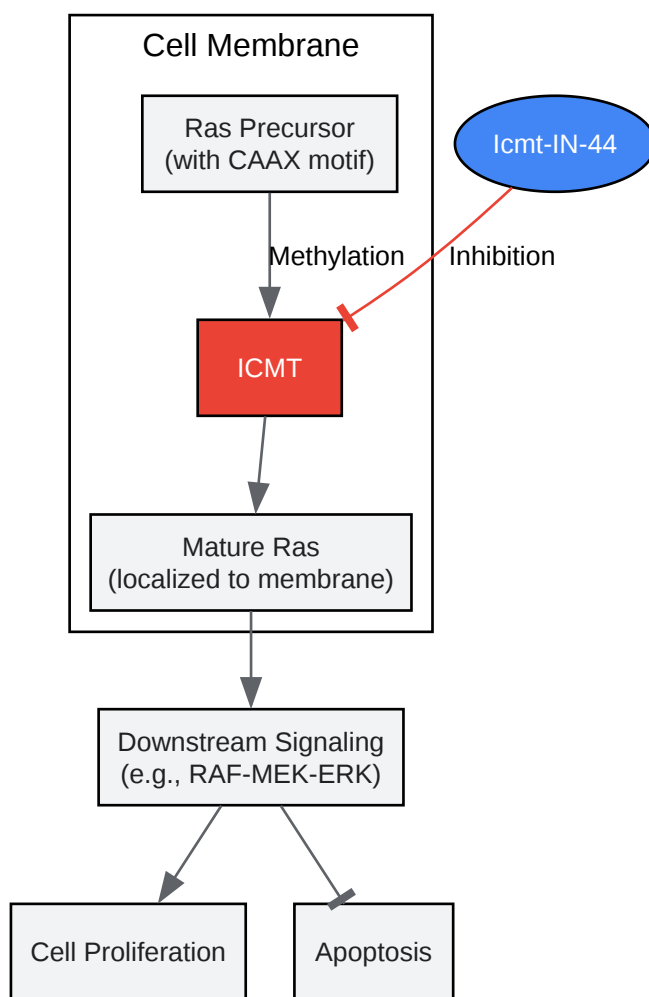 Cell Membrane
Ras Precursor
(with CAAX motif)
Icmt-IN-44
Methylation
Inhibition
ICMT
Mature Ras
(localized to membrane)
Downstream Signaling
(e.g., RAF-MEK-ERK)
Cell Proliferation
Apoptosis